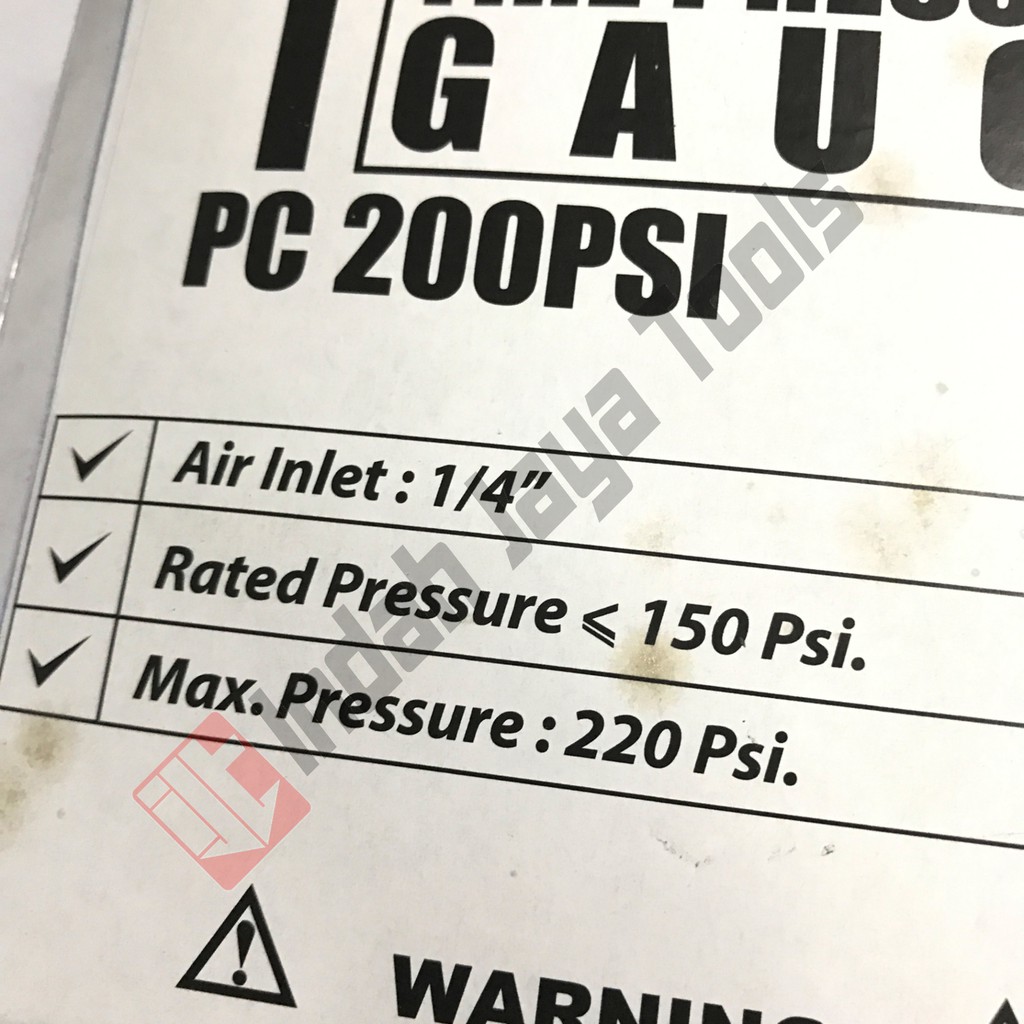 GAU
PC 200PSI
Air Inlet : 1/4”
Rated Pressure ⩽ 150 Psi.
Max. Pressure : 220 Psi.
Indah Jaya Tools
WARNING